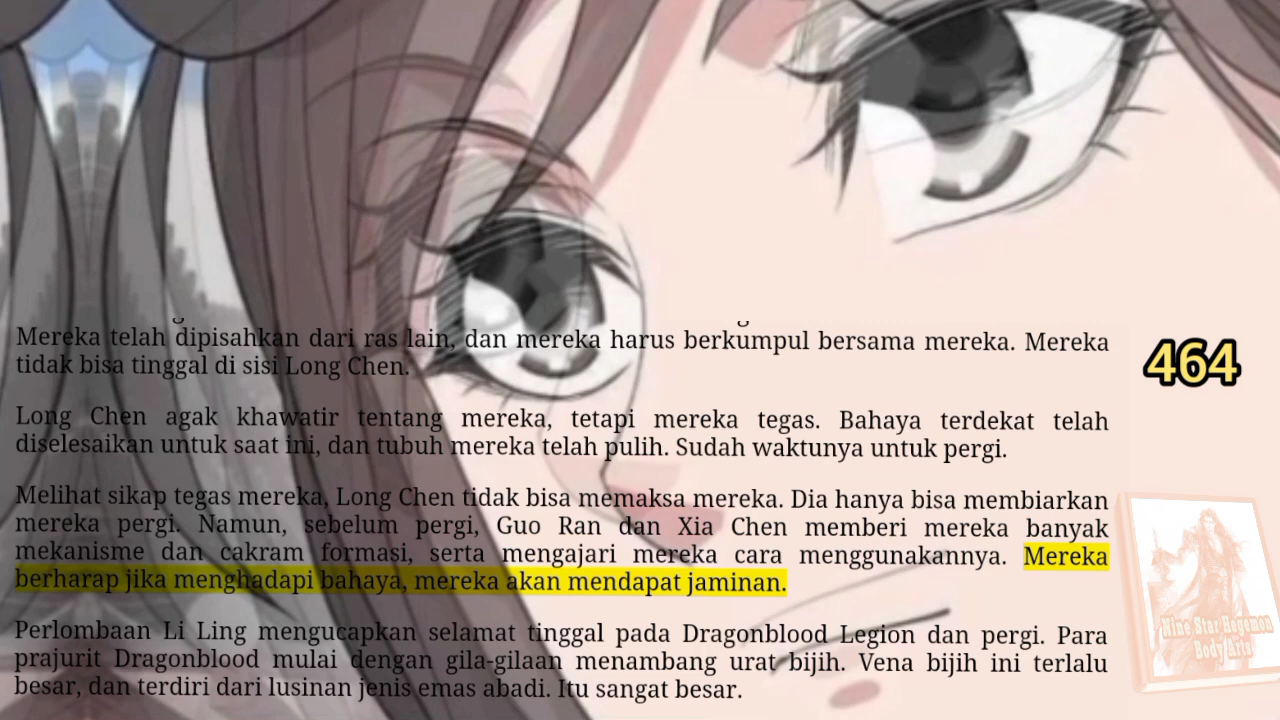 Mereka telah dipisahkan dari ras lain, dan mereka harus berkumpul bersama mereka. Mereka
tidak bisa tinggal di sisi Long Chen.
464
Long Chen agak khawatir tentang mereka, tetapi mereka tegas. Bahaya terdekat telah
diselesaikan untuk saat ini, dan tubuh mereka telah pulih. Sudah waktunya untuk pergi.
Melihat sikap tegas mereka, Long Chen tidak bisa memaksa mereka. Dia hanya bisa membiarkan
mereka pergi. Namun, sebelum pergi, Guo Ran dan Xia Chen memberi mereka banyak
mekanisme dan cakram formasi, serta mengajari mereka cara menggunakannya. Mereka
berharap jika menghadapi bahaya, mereka akan mendapat jaminan.
Perlombaan Li Ling mengucapkan selamat tinggal pada Dragonblood Legion dan pergi. Para
prajurit Dragonblood mulai dengan gila-gilaan menambang urat bijih. Vena bijih ini terlalu
besar, dan terdiri dari lusinan jenis emas abadi. Itu sangat besar.
Nine Star Hegemon
Body Arts